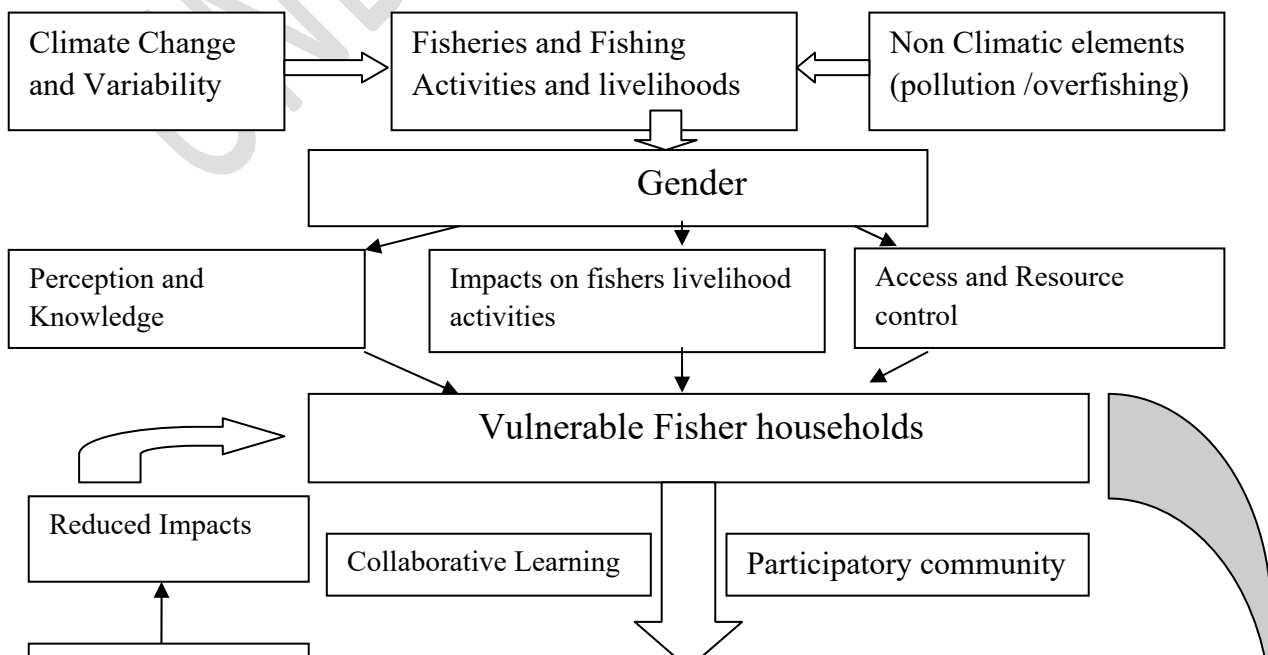 Climate Change
and Variability
Fisheries and Fishing
Activities and livelihoods
Non Climatic elements
(pollution /overfishing)
Gender
Perception and
Knowledge
Impacts on fishers livelihood
activities
Access and Resource
control
Vulnerable Fisher households
Reduced Impacts
Collaborative Learning
Participatory community